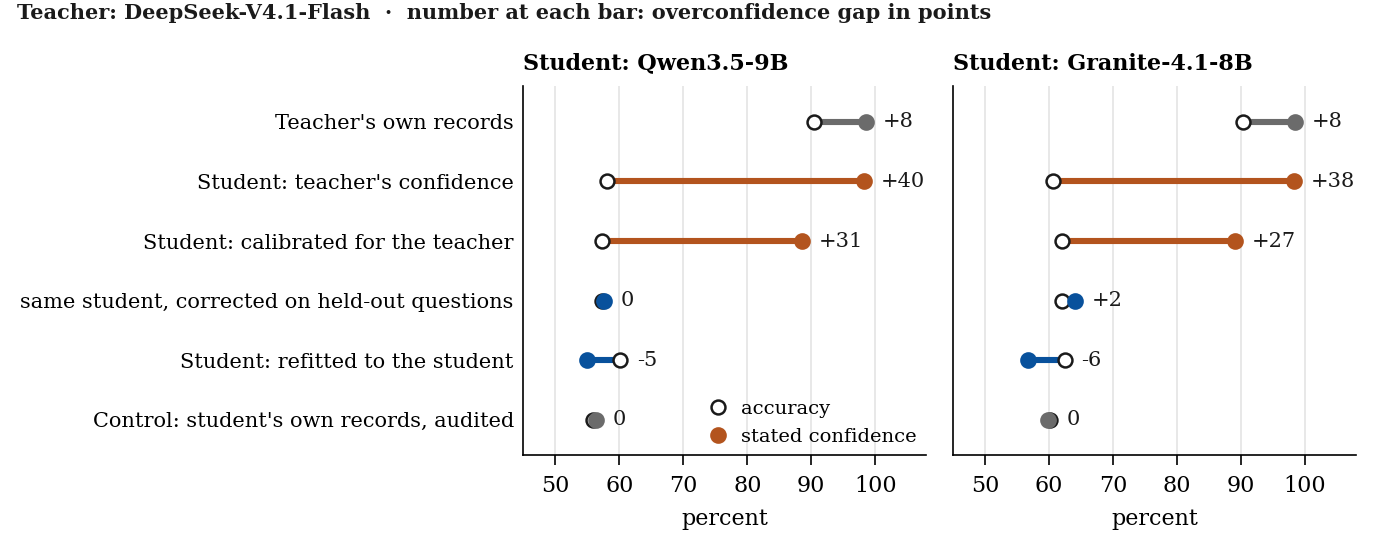 Teacher: DeepSeek-V4.1-Flash · number at each bar: overconfidence gap in points
Student: Qwen3.5-9B
Student: Granite-4.1-8B
Teacher's own records
+8
+8
Student: teacher's confidence
+40
+38
Student: calibrated for the teacher
+31
+27
same student, corrected on held-out questions
0
+2
Student: refitted to the student
-5
-6
Control: student's own records, audited
0
0
accuracy
stated confidence
50 60 70 80 90 100
50 60 70 80 90 100
percent
percent